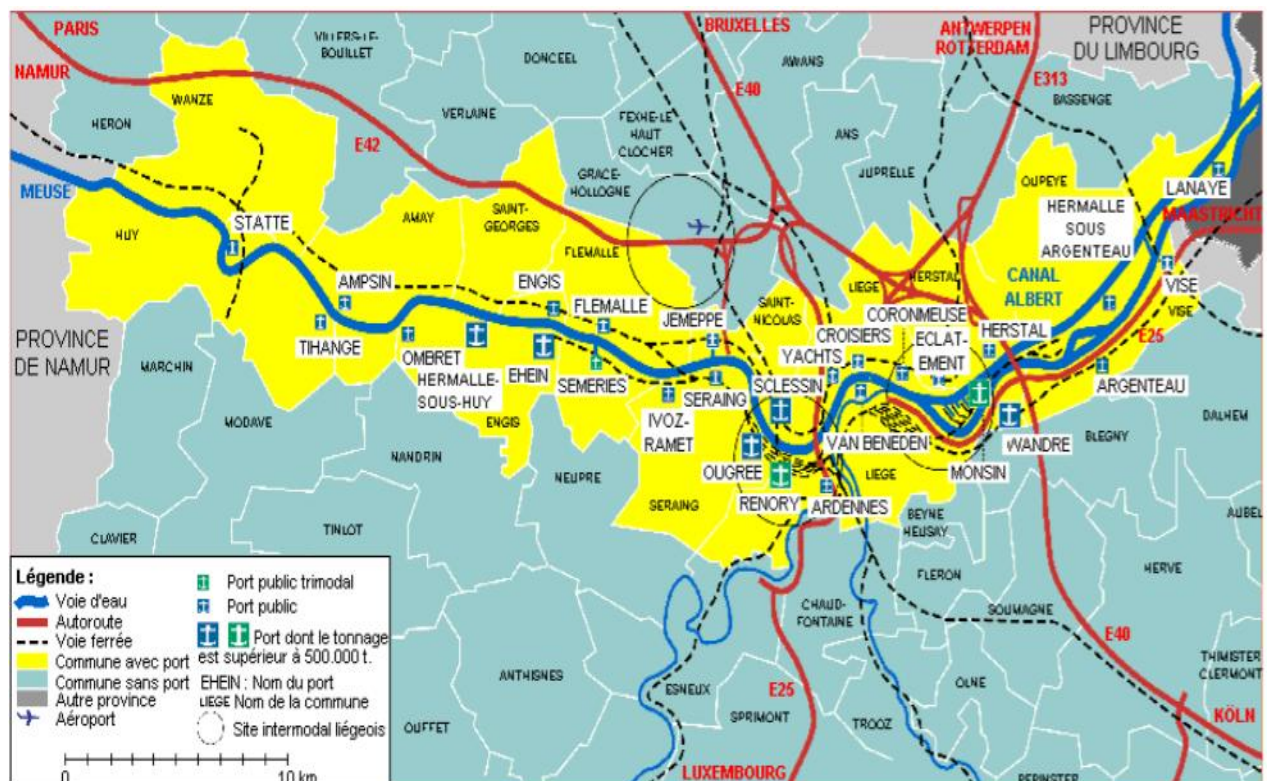 PARIS
NAMUR
BRUXELLES
ANTWERPEN
ROTTERDAM
PROVINCE
DU LIMBOURG
VILLERS-LE-
BOUILLET
DONCEEL
AWANS
E40
E313
BASSENGE
WANZE
HERON
VERLAINE
FEXHE-LE
HAUT
CLOCHER
ANS
JUPRELLE
E42
GRACE-
HOLLOGNE
OUPEYE
LANAYE
MEUSE
MAASTRICHT
HUY
STATTE
AMAY
SAINT-
GEORGES
FLEMALLE
HERMALLE
SOUS
ARGENTEAU
LIEGE
HERSTAL
CANAL
ALBERT
VISE
VISE
AMPSIN
ENGIS
FLEMALLE
JEMEPPE
SAINT-
NICOLAS
CORONMEUSE
CROISIERS
ECLAT-
EMENT
HERSTAL
E25
YACHTS
PROVINCE
DE NAMUR
TIHANGE
OMBRET
HERMALLE-
SOUS-HUY
EHEIN
SEMERIES
SERAING
SCLESSIN
ARGENTEAU
MARCHIN
IVOZ-
RAMET
VAN BENEDEN
WANDRE
DALHEM
MODAVE
ENGIS
NANDRIN
NEUPRE
OUGREE
LIEGE
MONSIN
BLEGNY
RENORY
ARDENNES
SERAING
BEYNE
HEUSAY
AUBEL
CLAVIER
TINLOT
FLERON
HERVE
CHAUD-
FONTAINE
SOUMAGNE
E40
THIMISTER
CLERMONT
ANTHISNES
ESNEUX
E25
OLNE
SPRIMONT
TROOZ
KÖLN
OUFFET
LUXEMBOURG
PEPINSTER
Légende :
Voie d'eau
Autoroute
Voie ferrée
Commune avec port
Commune sans port
Autre province
Aéroport
Port public trimodal
Port public
Port dont le tonnage
est supérieur à 500.000 t.
EHEIN : Nom du port
LIEGE Nom de la commune
Site intermodal liégeois
0 10 km